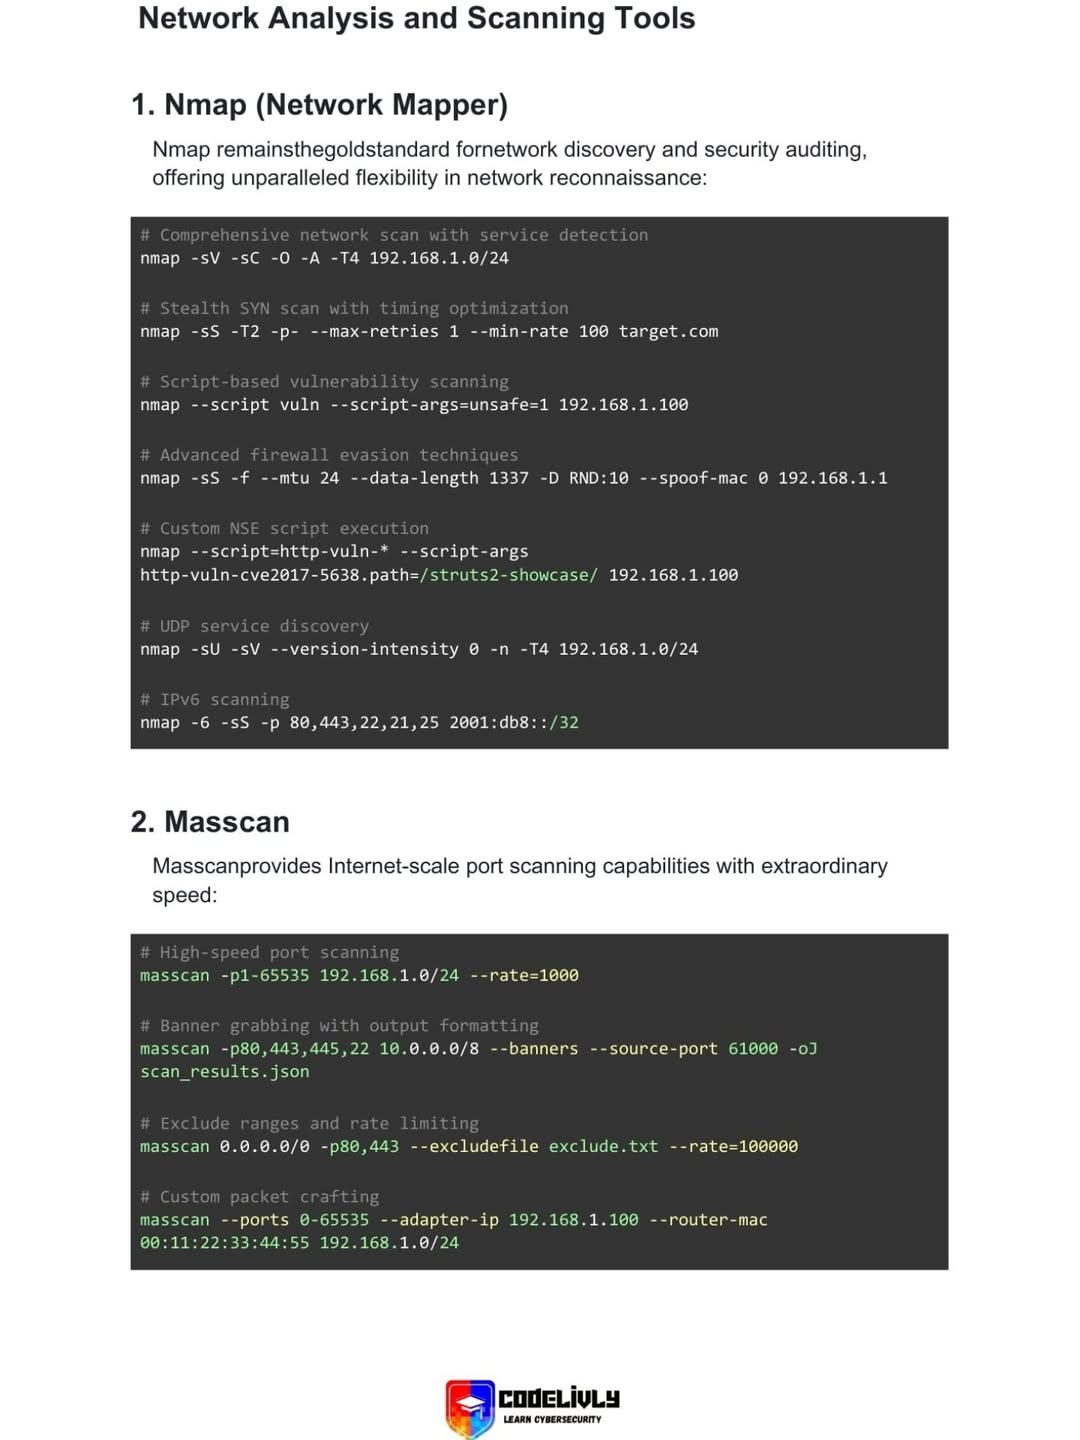 Network Analysis and Scanning Tools
1. Nmap (Network Mapper)
Nmap remainsthegoldstandard fornetwork discovery and security auditing,
offering unparalleled flexibility in network reconnaissance:
# Comprehensive network scan with service detection
nmap -sV -sC -O -A -T4 192.168.1.0/24
# Stealth SYN scan with timing optimization
nmap -sS -T2 -p- --max-retries 1 --min-rate 100 target.com
# Script-based vulnerability scanning
nmap --script vuln --script-args=unsafe=1 192.168.1.100
# Advanced firewall evasion techniques
nmap -sS -f --mtu 24 --data-length 1337 -D RND:10 --spoof-mac 0 192.168.1.1
# Custom NSE script execution
nmap --script=http-vuln-* --script-args
http-vuln-cve2017-5638.path=/struts2-showcase/ 192.168.1.100
# UDP service discovery
nmap -sU -sV --version-intensity 0 -n -T4 192.168.1.0/24
# IPv6 scanning
nmap -6 -sS -p 80,443,22,21,25 2001:db8::/32
2. Masscan
Masscanprovides Internet-scale port scanning capabilities with extraordinary
speed:
# High-speed port scanning
masscan -p1-65535 192.168.1.0/24 --rate=1000
# Banner grabbing with output formatting
masscan -p80,443,445,22 10.0.0.0/8 --banners --source-port 61000 -oJ
scan_results.json
# Exclude ranges and rate limiting
masscan 0.0.0.0/0 -p80,443 --excludefile exclude.txt --rate=100000
# Custom packet crafting
masscan --ports 0-65535 --adapter-ip 192.168.1.100 --router-mac
00:11:22:33:44:55 192.168.1.0/24
CODELIVLY
LEARN CYBERSECURITY